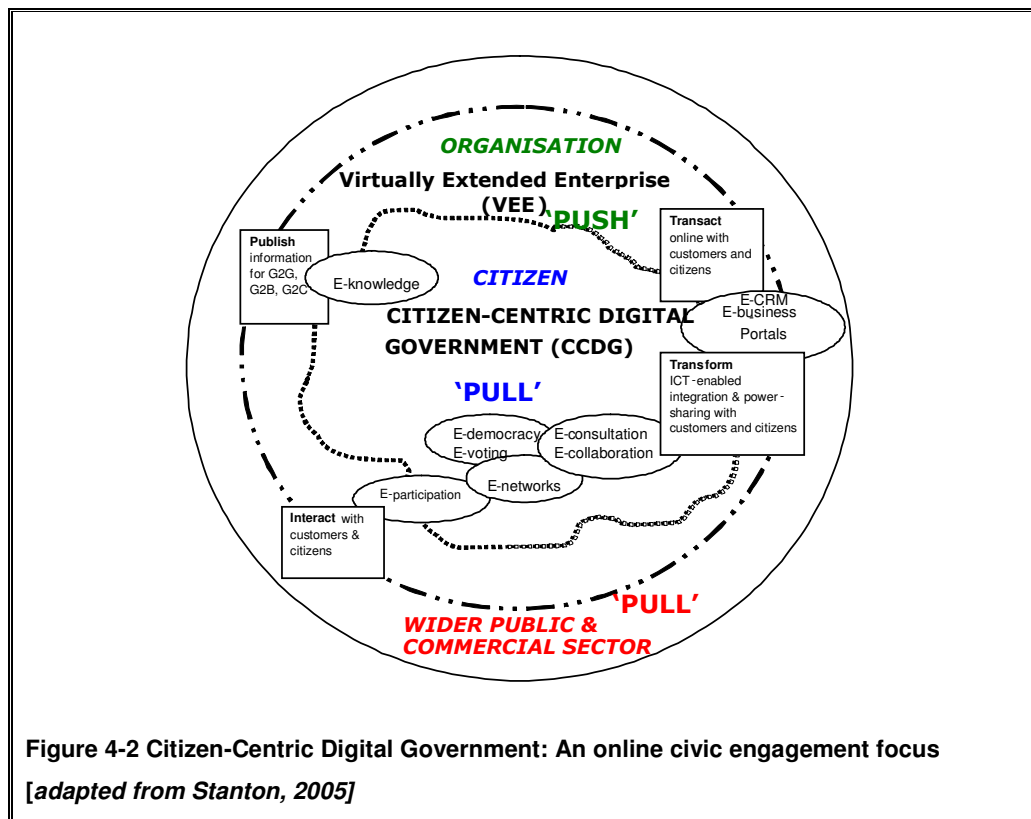 ORGANISATION
Virtually Extended Enterprise
(VEE)
‘PUSH’
Publish
information
for G2G,
G2B, G2C
E-knowledge
Transact
online with
customers and
citizens
CITIZEN
CITIZEN-CENTRIC DIGITAL
GOVERNMENT (CCDG)
E-CRM
E-business
Portals
‘PULL’
Transform
ICT-enabled
integration & power-
sharing with
customers and citizens
E-democracy
E-voting
E-consultation
E-collaboration
E-networks
E-participation
Interact with
customers &
citizens
‘PULL’
WIDER PUBLIC &
COMMERCIAL SECTOR
Figure 4-2 Citizen-Centric Digital Government: An online civic engagement focus
[adapted from Stanton, 2005]